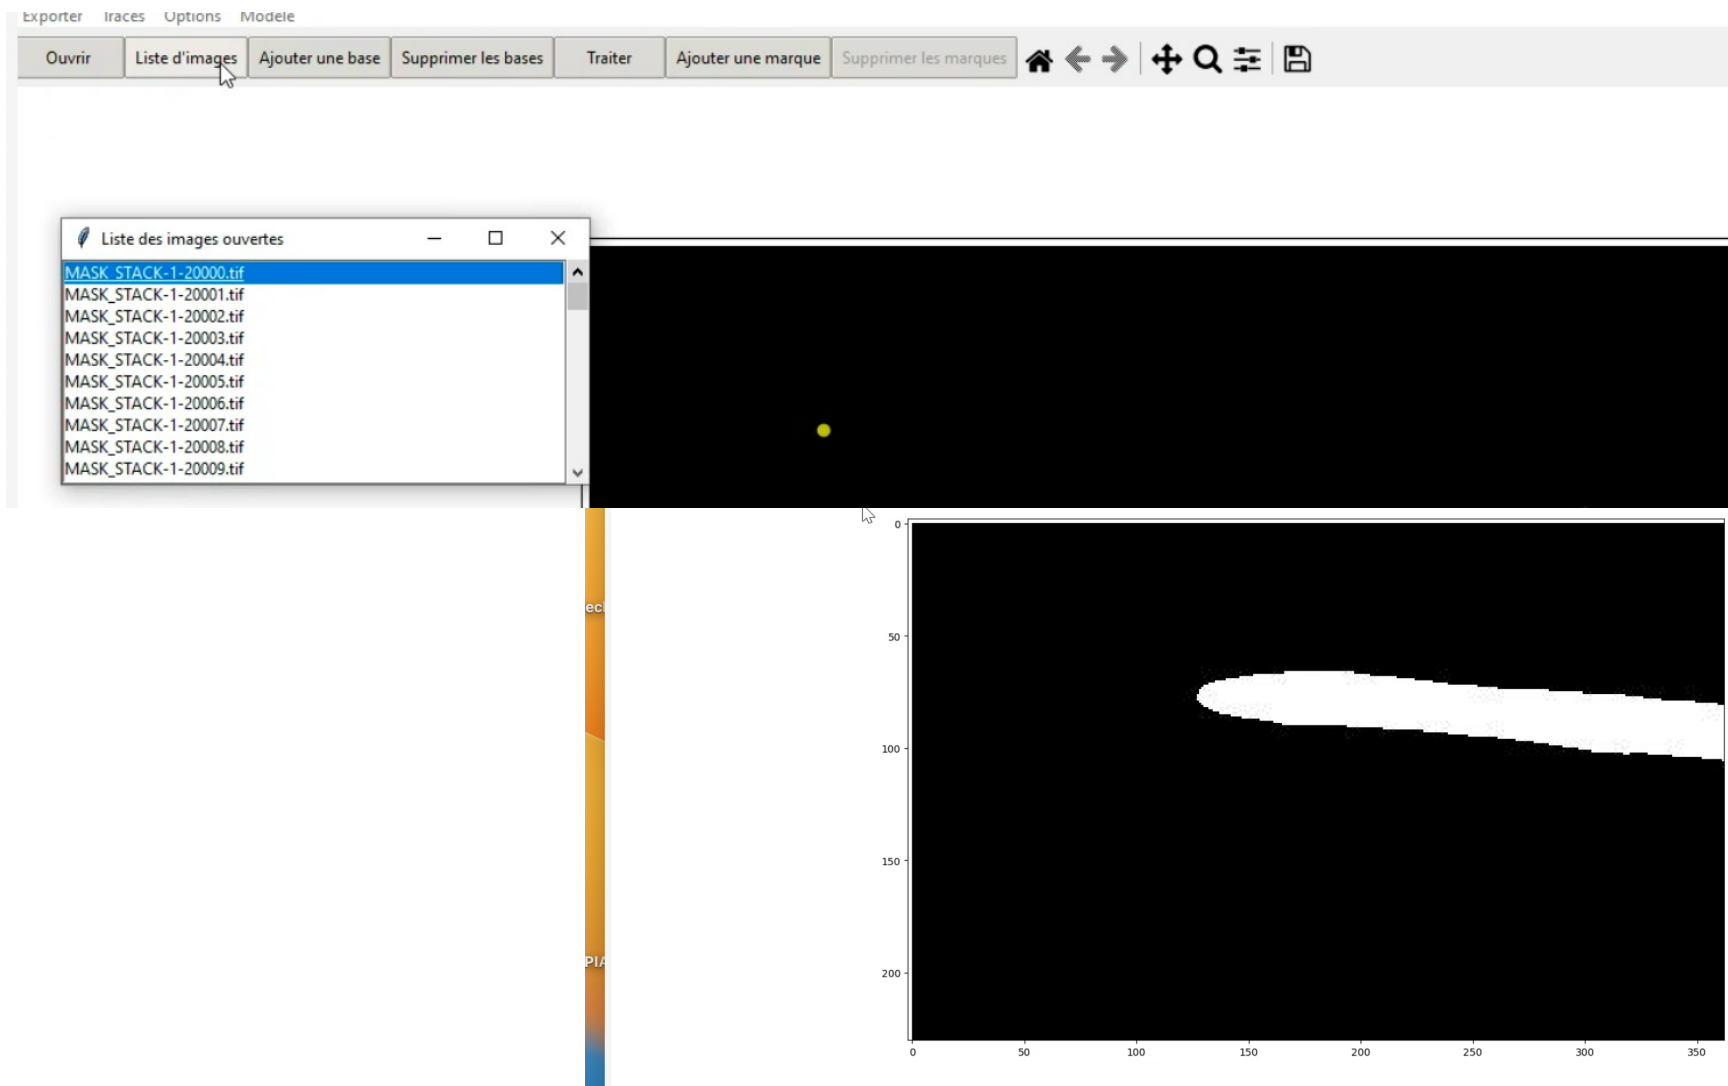 Exporter Traces Options Modele
Ouvrir Liste d'images Ajouter une base Supprimer les bases Traiter Ajouter une marque Supprimer les marques
Liste des images ouvertes
MASK_STACK-1-20000.tif
MASK_STACK-1-20001.tif
MASK_STACK-1-20002.tif
MASK_STACK-1-20003.tif
MASK_STACK-1-20004.tif
MASK_STACK-1-20005.tif
MASK_STACK-1-20006.tif
MASK_STACK-1-20007.tif
MASK_STACK-1-20008.tif
MASK_STACK-1-20009.tif
0
50
100
150
200
0 50 100 150 200 250 300 350